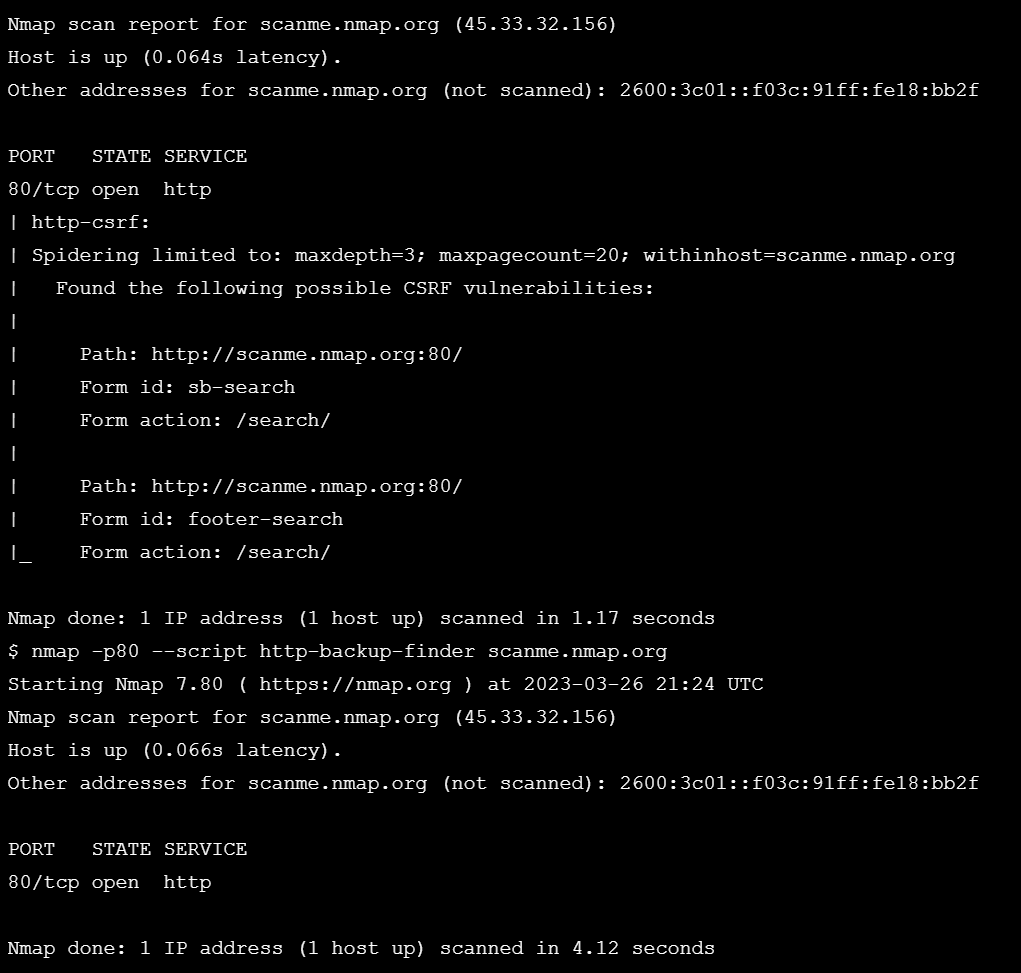 Nmap scan report for scanme.nmap.org (45.33.32.156)
Host is up (0.064s latency).
Other addresses for scanme.nmap.org (not scanned): 2600:3c01::f03c:91ff:fe18:bb2f

PORT   STATE SERVICE
80/tcp open  http
| http-csrf:
| Spidering limited to: maxdepth=3; maxpagecount=20; withinhost=scanme.nmap.org
|   Found the following possible CSRF vulnerabilities:
|
|     Path: http://scanme.nmap.org:80/
|     Form id: sb-search
|     Form action: /search/
|
|     Path: http://scanme.nmap.org:80/
|     Form id: footer-search
|_    Form action: /search/

Nmap done: 1 IP address (1 host up) scanned in 1.17 seconds
$ nmap -p80 --script http-backup-finder scanme.nmap.org
Starting Nmap 7.80 ( https://nmap.org ) at 2023-03-26 21:24 UTC
Nmap scan report for scanme.nmap.org (45.33.32.156)
Host is up (0.066s latency).
Other addresses for scanme.nmap.org (not scanned): 2600:3c01::f03c:91ff:fe18:bb2f

PORT   STATE SERVICE
80/tcp open  http

Nmap done: 1 IP address (1 host up) scanned in 4.12 seconds